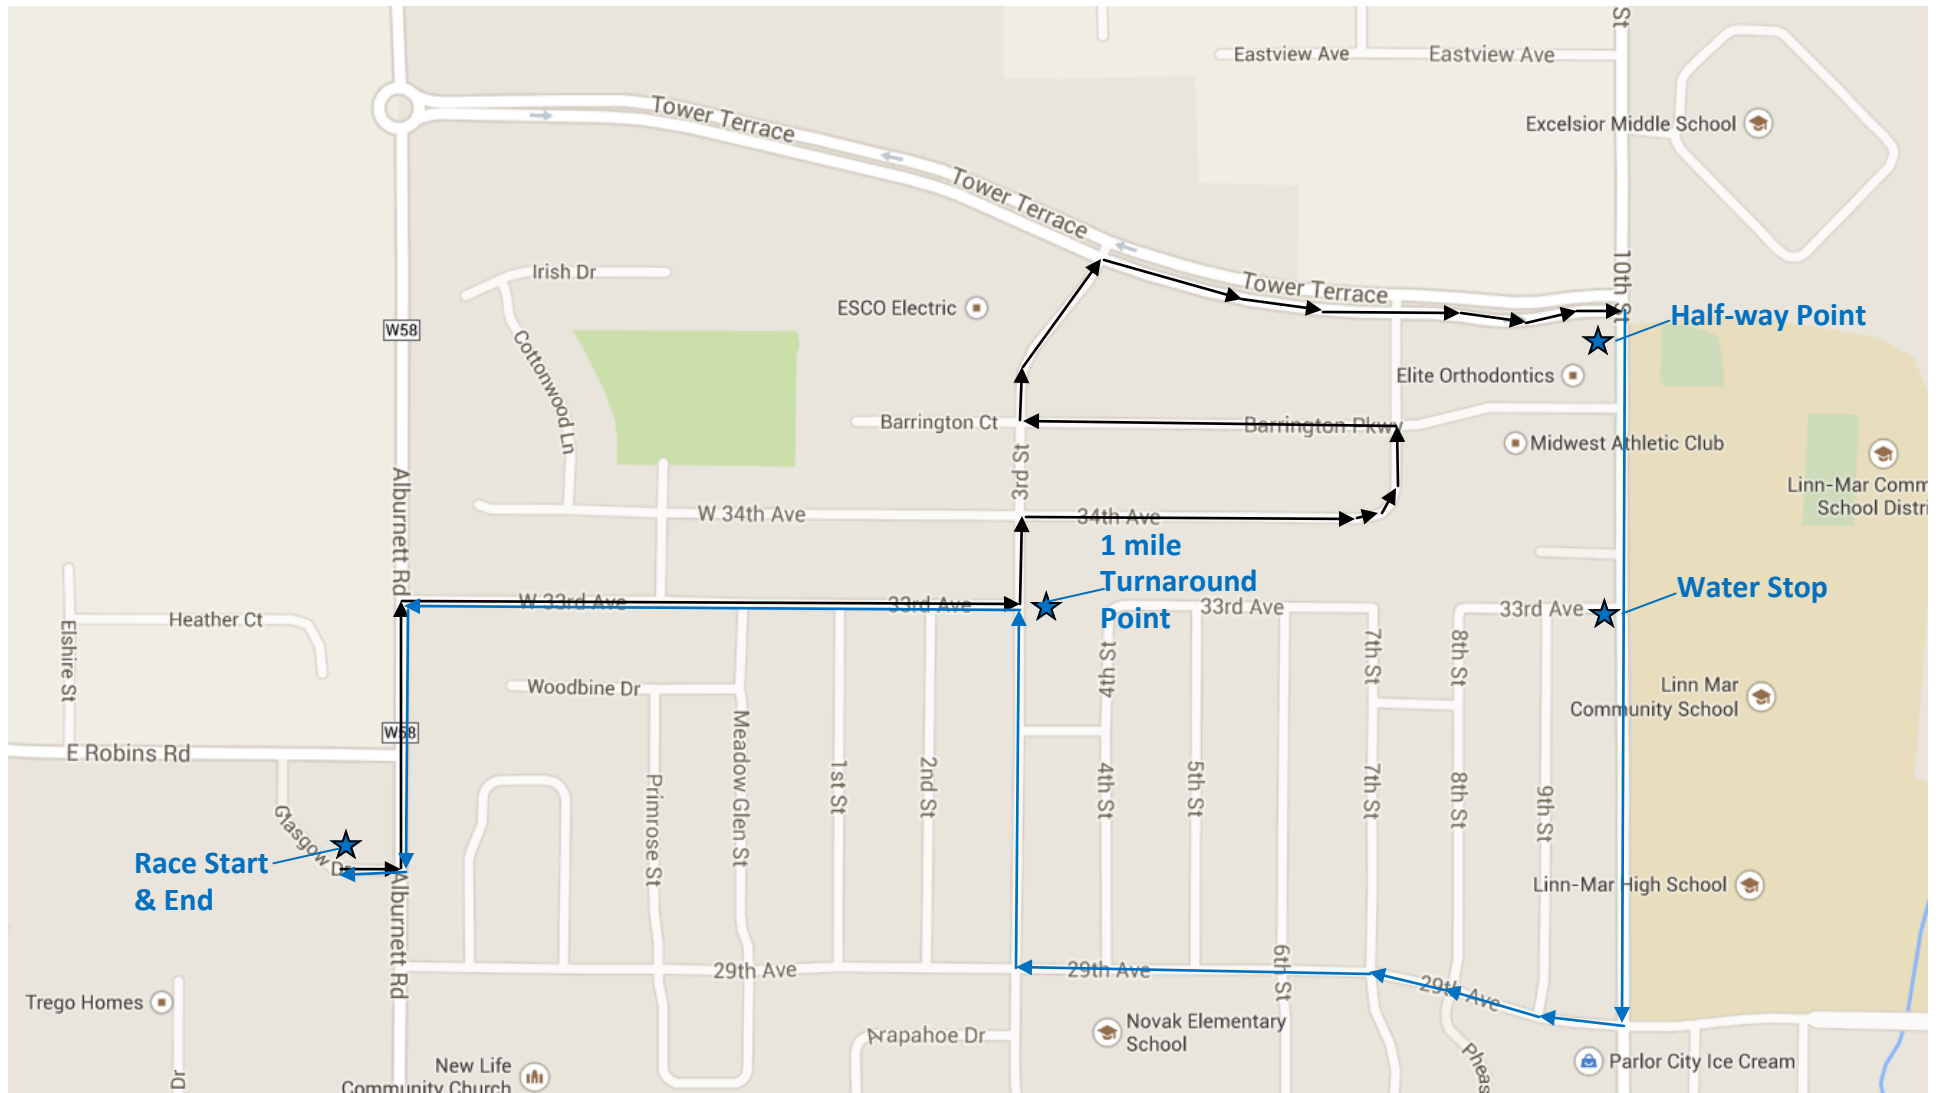 St
Eastview Ave
Eastview Ave
Tower Terrace
Excelsior Middle School
Tower Terrace
10th St
Irish Dr
Tower Terrace
ESCO Electric
Half-way Point
W58
Cottonwood Ln
Elite Orthodontics
Barrington Ct
Barrington Pkwy
Midwest Athletic Club
3rd St
Alburnett Rd
Linn-Mar Comm
School Distri
W 34th Ave
34th Ave
1 mile
Turnaround
Point
Water Stop
W 33rd Ave
33rd Ave
33rd Ave
33rd Ave
Heather Ct
Elshire St
4th St
7th St
8th St
Woodbine Dr
Linn Mar
Community School
W58
E Robins Rd
Meadow Glen St
Primrose St
1st St
2nd St
4th St
5th St
7th St
8th St
9th St
Glasgow Dr
Race Start
& End
Linn-Mar High School
Alburnett Rd
29th Ave
29th Ave
6th St
29th Ave
Trego Homes
Arapahoe Dr
Novak Elementary
School
Pheas
Parlor City Ice Cream
New Life
Community Church
Dr